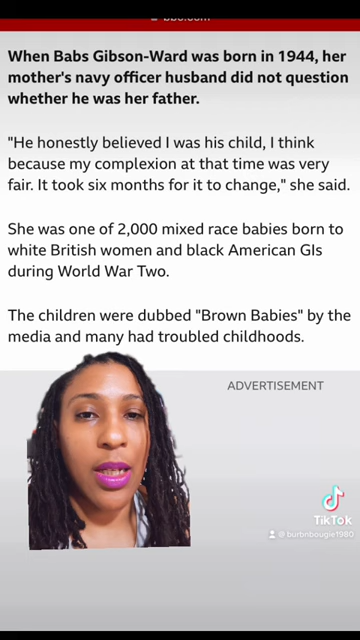 bbc.com
When Babs Gibson-Ward was born in 1944, her
mother's navy officer husband did not question
whether he was her father.
"He honestly believed I was his child, I think
because my complexion at that time was very
fair. It took six months for it to change," she said.
She was one of 2,000 mixed race babies born to
white British women and black American GIs
during World War Two.
The children were dubbed "Brown Babies" by the
media and many had troubled childhoods.
ADVERTISEMENT
TikTok